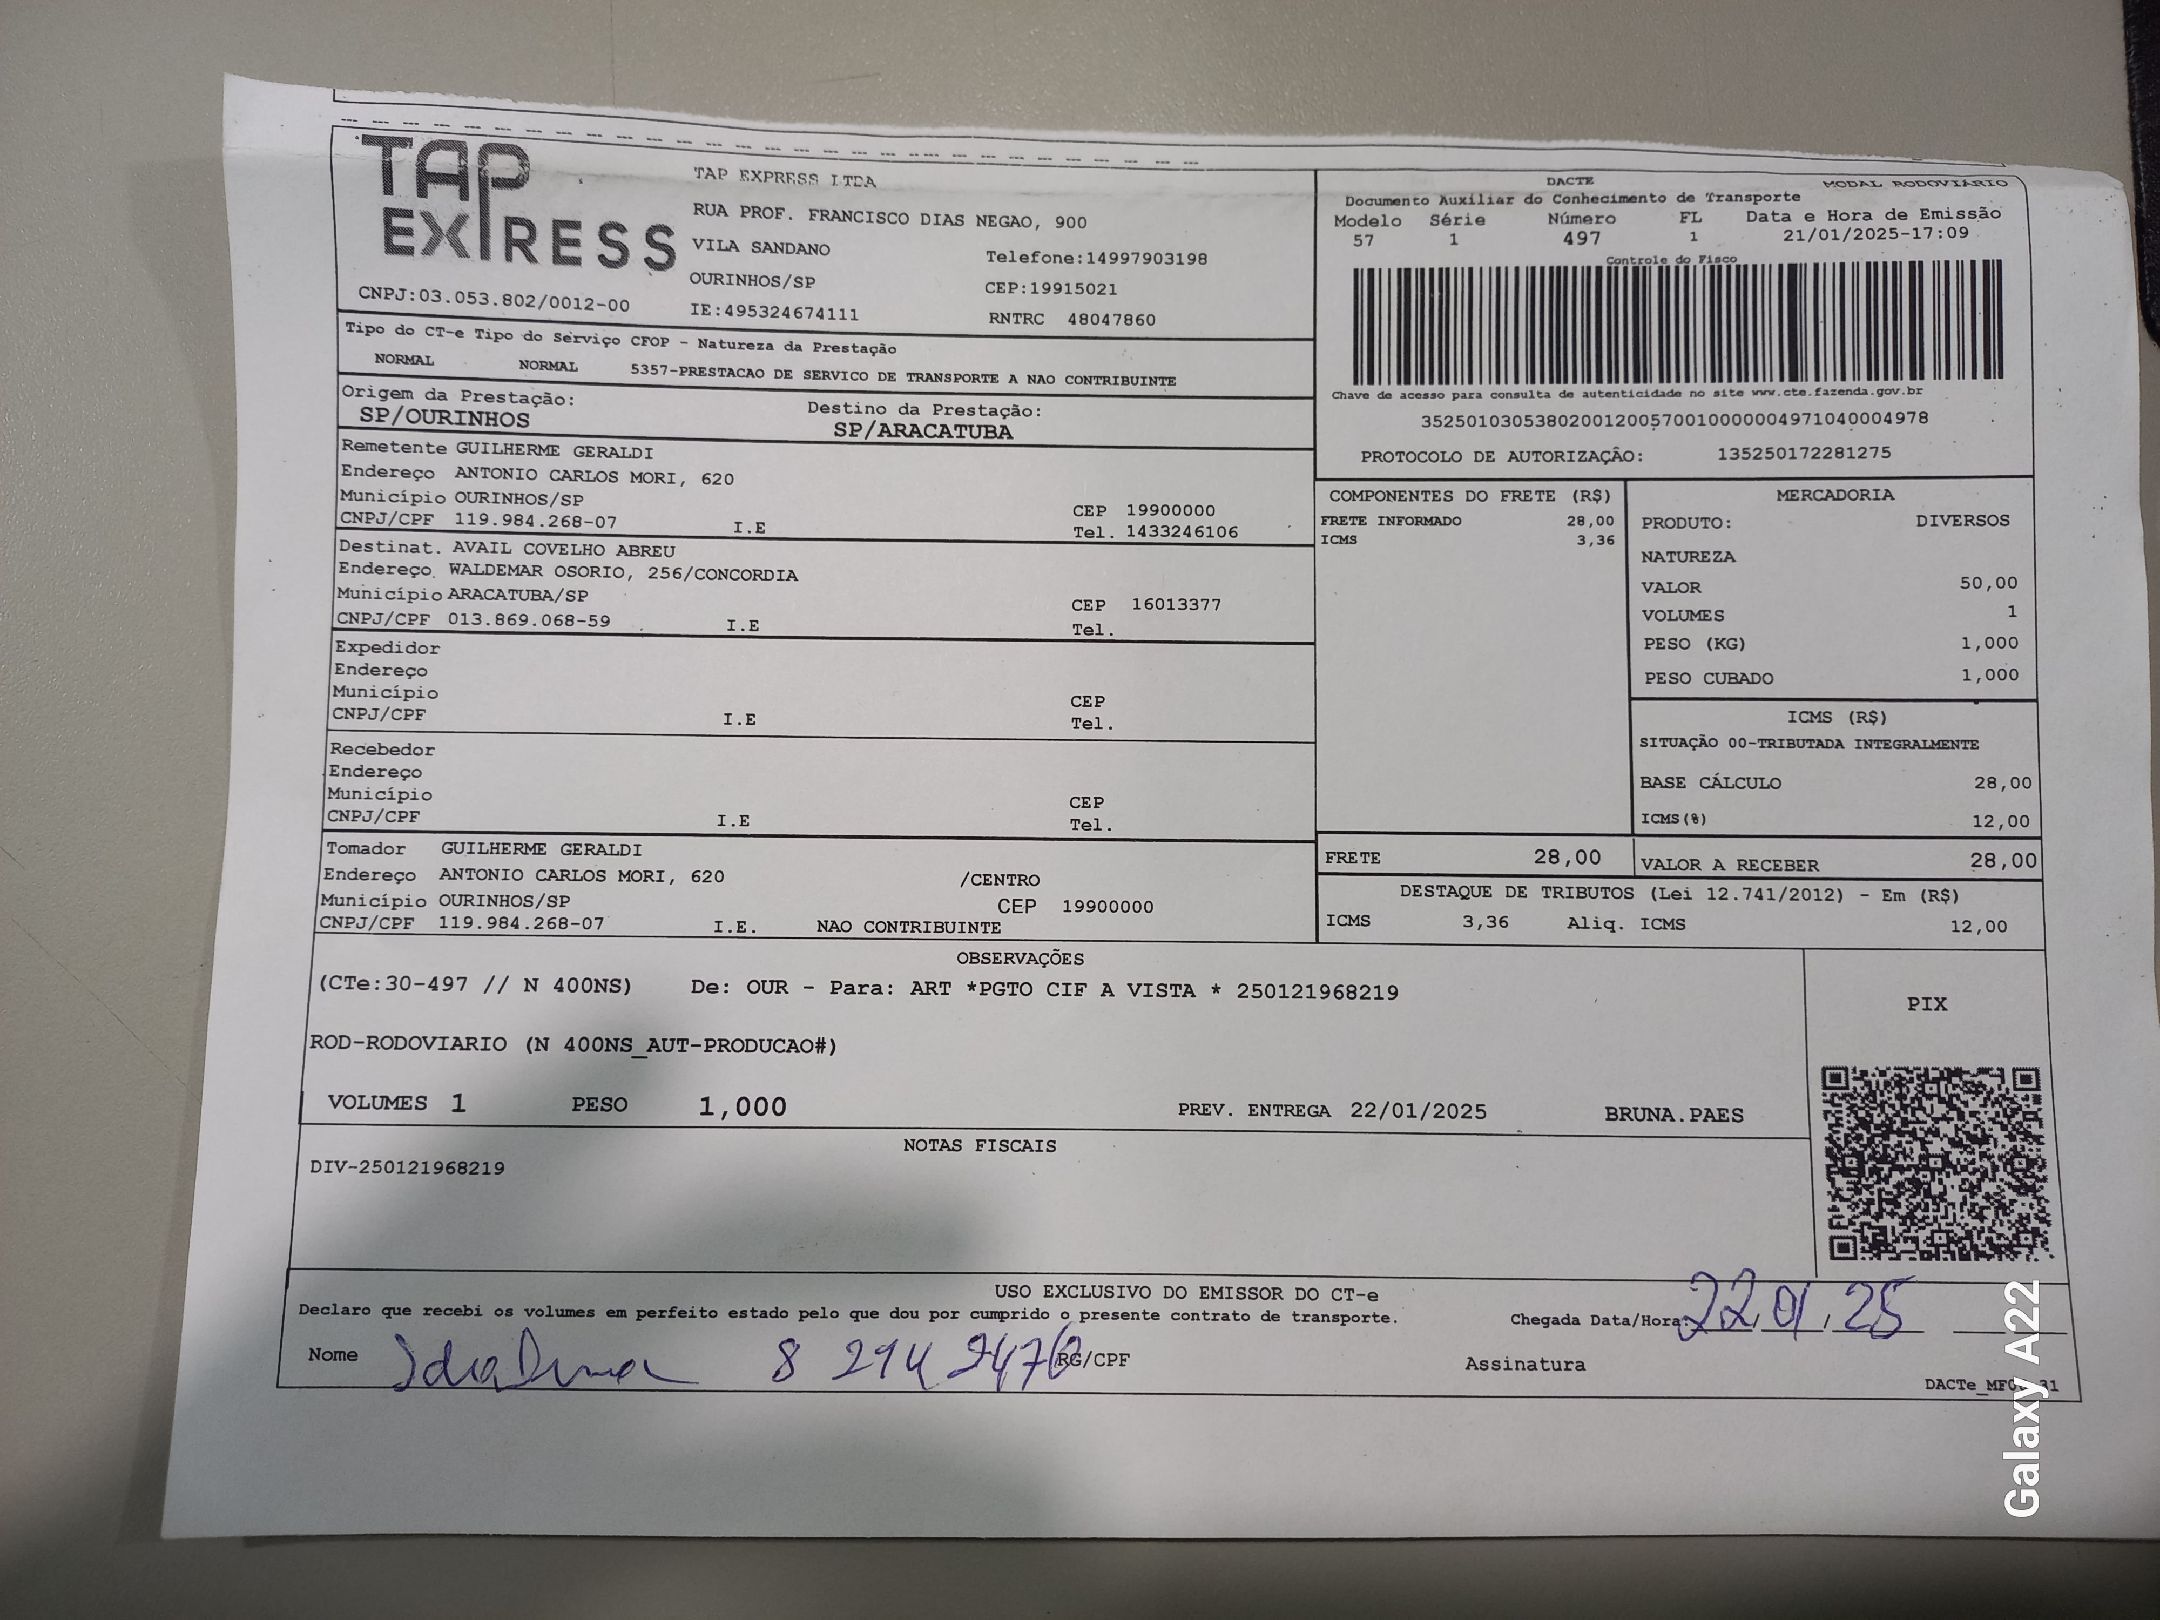 TAP
EXPRESS
TAP EXPRESS LTDA
RUA PROF. FRANCISCO DIAS NEGAO, 900
VILA SANDANO
Telefone:14997903198
OURINHOS/SP
CEP:19915021
CNPJ:03.053.802/0012-00
IE:495324674111
RNTRC 48047860
DACTE
MODAL RODOVIÁRIO
Documento Auxiliar do Conhecimento de Transporte
Modelo Série Número FL Data e Hora de Emissão
57 1 497 1 21/01/2025-17:09
Controle do Fisco
Chave de acesso para consulta de autenticidade no site www.cte.fazenda.gov.br
35250103053802001200570010000004971040004978
PROTOCOLO DE AUTORIZAÇÃO: 135250172281275
Tipo do CT-e Tipo do Serviço CFOP - Natureza da Prestação
NORMAL NORMAL 5357-PRESTACAO DE SERVICO DE TRANSPORTE A NAO CONTRIBUINTE
Origem da Prestação: Destino da Prestação:
SP/OURINHOS SP/ARACATUBA
Remetente GUILHERME GERALDI
Endereço ANTONIO CARLOS MORI, 620
Município OURINHOS/SP CEP 19900000
CNPJ/CPF 119.984.268-07 I.E Tel. 1433246106
Destinat. AVAIL COVELHO ABREU
Endereço WALDEMAR OSORIO, 256/CONCORDIA
Município ARACATUBA/SP CEP 16013377
CNPJ/CPF 013.869.068-59 I.E Tel.
Expedidor
Endereço
Município CEP
CNPJ/CPF I.E Tel.
Recebedor
Endereço
Município CEP
CNPJ/CPF I.E Tel.
Tomador GUILHERME GERALDI
Endereço ANTONIO CARLOS MORI, 620 /CENTRO
Município OURINHOS/SP CEP 19900000
CNPJ/CPF 119.984.268-07 I.E. NAO CONTRIBUINTE
COMPONENTES DO FRETE (R$)
FRETE INFORMADO 28,00
ICMS 3,36
MERCADORIA
PRODUTO: DIVERSOS
NATUREZA
VALOR 50,00
VOLUMES 1
PESO (KG) 1,000
PESO CUBADO 1,000
ICMS (R$)
SITUAÇÃO 00-TRIBUTADA INTEGRALMENTE
BASE CÁLCULO 28,00
ICMS(%) 12,00
FRETE 28,00 VALOR A RECEBER 28,00
DESTAQUE DE TRIBUTOS (Lei 12.741/2012) - Em (R$)
ICMS 3,36 Aliq. ICMS 12,00
OBSERVAÇÕES
(CTe:30-497 // N 400NS) De: OUR - Para: ART *PGTO CIF A VISTA * 250121968219
ROD-RODOVIARIO (N 400NS_AUT-PRODUCAO#)
VOLUMES 1 PESO 1,000 PREV. ENTREGA 22/01/2025 BRUNA.PAES
PIX
NOTAS FISCAIS
DIV-250121968219
USO EXCLUSIVO DO EMISSOR DO CT-e
Declaro que recebi os volumes em perfeito estado pelo que dou por cumprido o presente contrato de transporte.
Chegada Data/Hora: 22/01/25
Nome RG/CPF
Assinatura
Galaxy A22